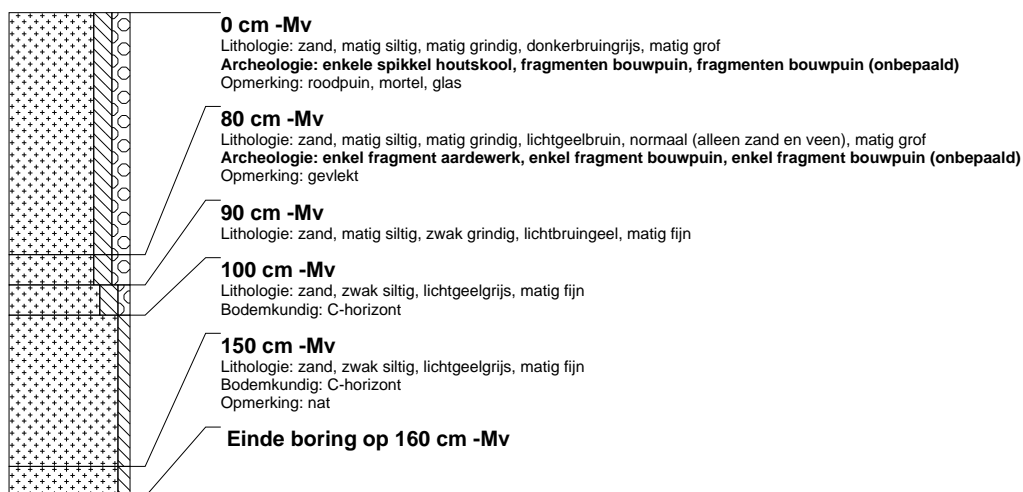 0 cm -Mv
Lithologie: zand, matig siltig, matig grindig, donkerbruingrijs, matig grof
Archeologie: enkele spikkel houtskool, fragmenten bouwpuin, fragmenten bouwpuin (onbepaald)
Opmerking: roodpuin, mortel, glas
80 cm -Mv
Lithologie: zand, matig siltig, matig grindig, lichtgeelbruin, normaal (alleen zand en veen), matig grof
Archeologie: enkel fragment aardewerk, enkel fragment bouwpuin, enkel fragment bouwpuin (onbepaald)
Opmerking: gevlekt
90 cm -Mv
Lithologie: zand, matig siltig, zwak grindig, lichtbruingeel, matig fijn
100 cm -Mv
Lithologie: zand, zwak siltig, lichtgeelgrijs, matig fijn
Bodemkundig: C-horizont
150 cm -Mv
Lithologie: zand, zwak siltig, lichtgeelgrijs, matig fijn
Bodemkundig: C-horizont
Opmerking: nat
Einde boring op 160 cm -Mv